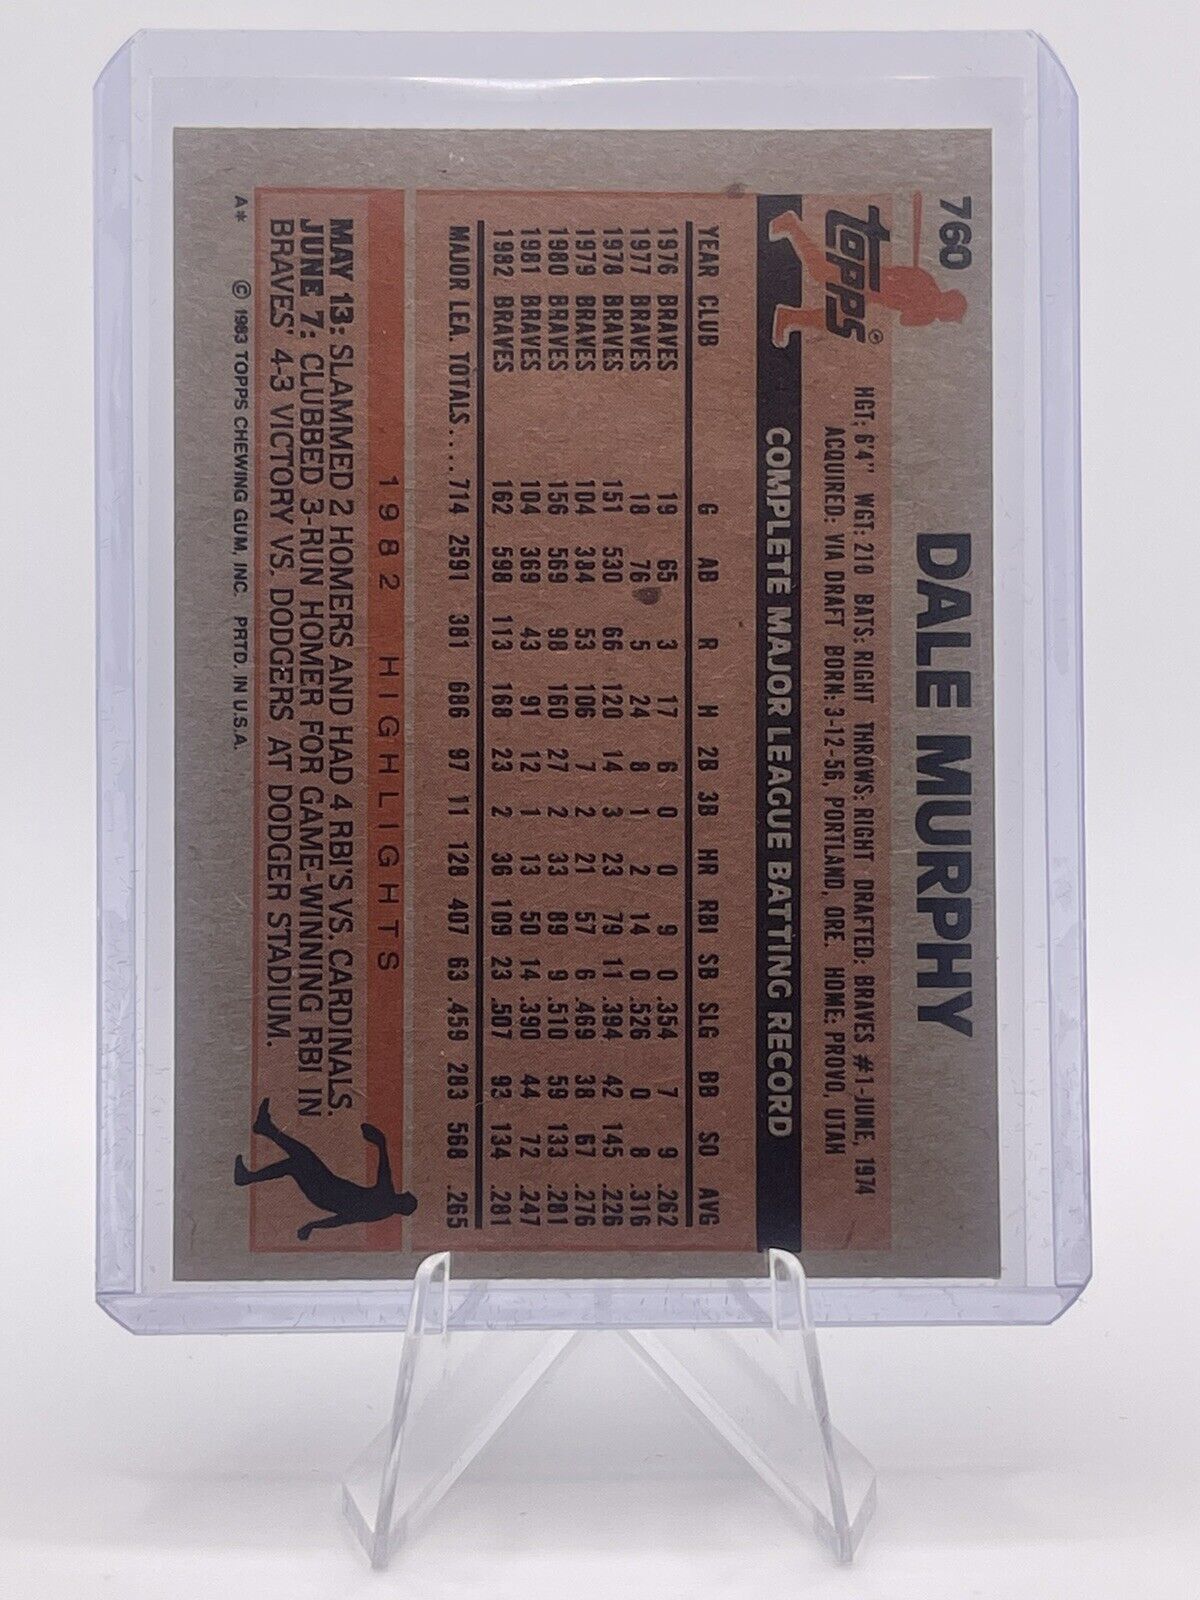 760
DALE MURPHY
TOPPS
HGT: 6'4" WGT: 210 BATS: RIGHT THROWS: RIGHT DRAFTED: BRAVES #1-JUNE, 1974
ACQUIRED: VIA DRAFT BORN: 3-12-56, PORTLAND, ORE. HOME: PROVO, UTAH
COMPLETE MAJOR LEAGUE BATTING RECORD
YEAR CLUB G AB R H 2B 3B HR RBI SB SLG BB SO AVG
1976 BRAVES 19 65 3 17 6 0 0 9 0 .354 7 9 .262
1977 BRAVES 18 76 5 24 8 1 2 14 0 .526 0 8 .316
1978 BRAVES 151 530 66 120 14 3 23 79 11 .394 42 145 .226
1979 BRAVES 104 384 53 106 7 2 21 57 6 .469 38 67 .276
1980 BRAVES 156 569 98 160 27 2 33 89 9 .510 59 133 .281
1981 BRAVES 104 369 43 91 12 1 13 50 14 .390 44 72 .247
1982 BRAVES 162 598 113 168 23 2 36 109 23 .507 93 134 .281
MAJOR LEA. TOTALS.... 714 2591 381 686 97 11 128 407 63 .459 283 568 .265
1982 HIGHLIGHTS
MAY 13: SLAMMED 2 HOMERS AND HAD 4 RBI'S VS. CARDINALS.
JUNE 7: CLUBBED 3-RUN HOMER FOR GAME-WINNING RBI IN
BRAVES' 4-3 VICTORY VS. DODGERS AT DODGER STADIUM.
A* © 1983 TOPPS CHEWING GUM, INC. PRTD. IN U.S.A.